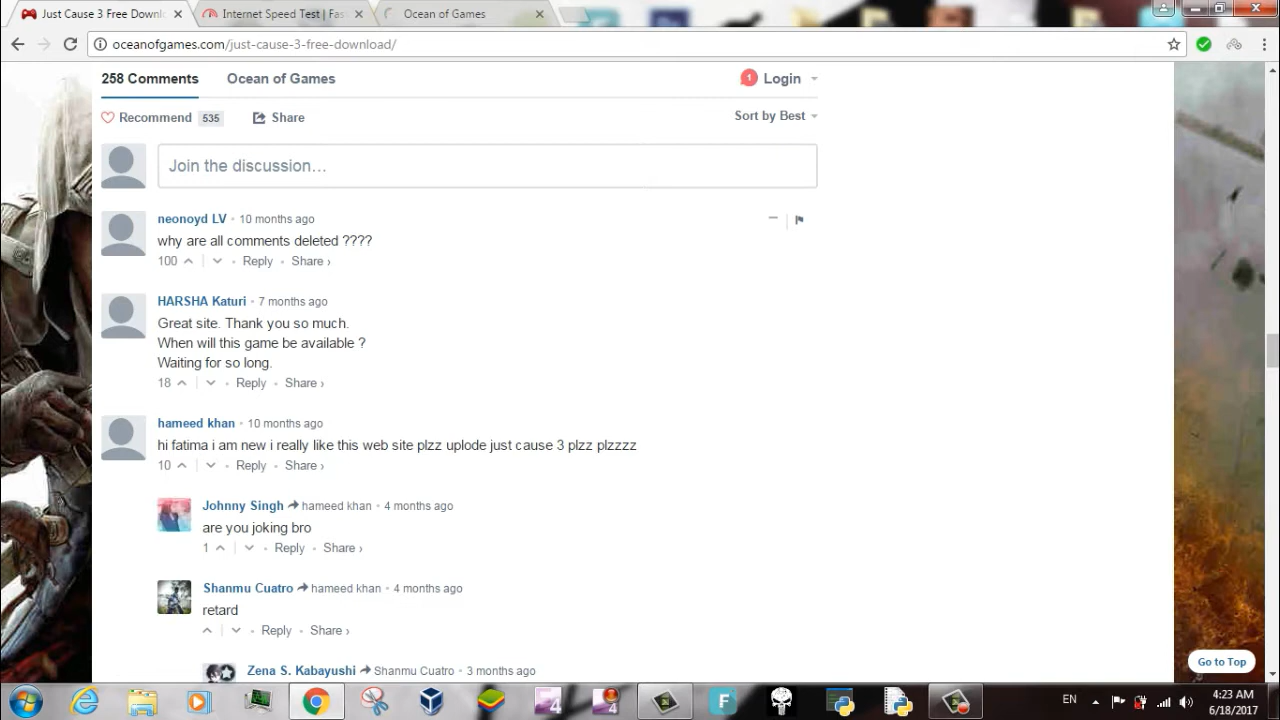 Just Cause 3 Free Downlo
Internet Speed Test | Fast
Ocean of Games
oceanofgames.com/just-cause-3-free-download/
258 Comments
Ocean of Games
1
Login
Recommend 535
Share
Sort by Best
Join the discussion…
neonoyd LV • 10 months ago
why are all comments deleted ????
100 • Reply • Share ›
HARSHA Katuri • 7 months ago
Great site. Thank you so much.
When will this game be available ?
Waiting for so long.
18 • Reply • Share ›
hameed khan • 10 months ago
hi fatima i am new i really like this web site plzz uplode just cause 3 plzz plzzzz
10 • Reply • Share ›
Johnny Singh hameed khan • 4 months ago
are you joking bro
1 • Reply • Share ›
Shanmu Cuatro hameed khan • 4 months ago
retard
• Reply • Share ›
Zena S. Kabayushi Shanmu Cuatro • 3 months ago
Go to Top
4
4
F
EN
4:23 AM
6/18/2017